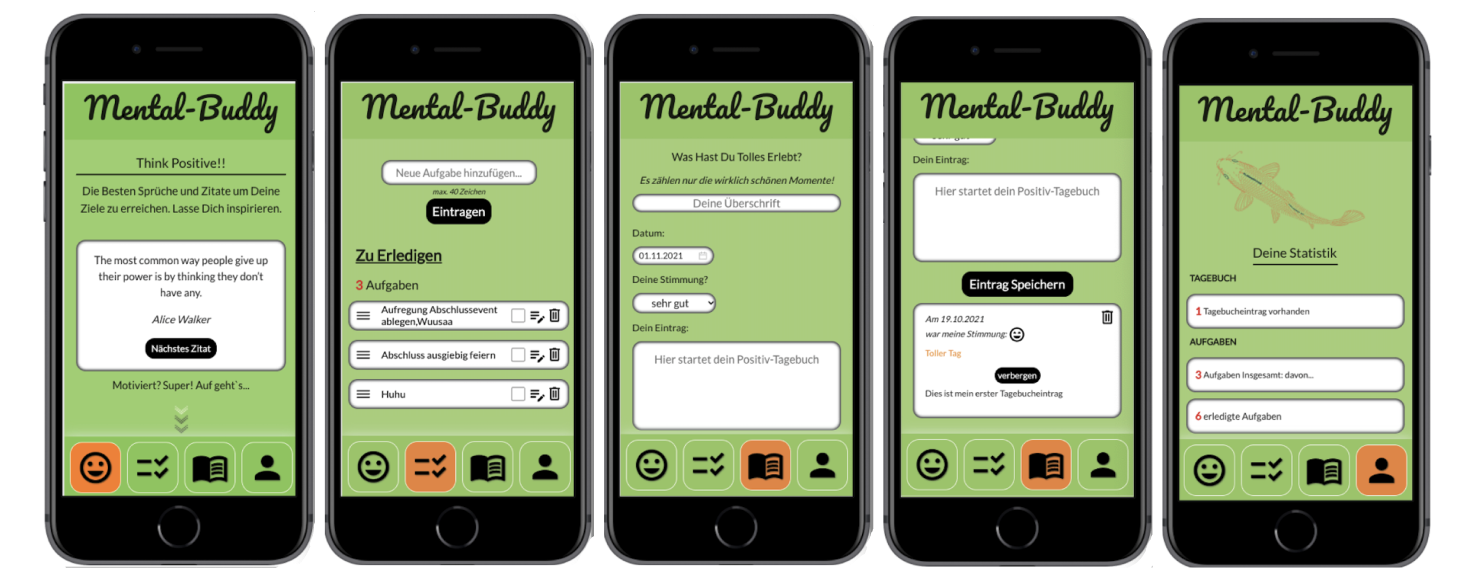 Mental-Buddy
Think Positive!!
Die Besten Sprüche und Zitate um Deine
Ziele zu erreichen. Lasse Dich inspirieren.
The most common way people give up
their power is by thinking they don't
have any.
Alice Walker
Nächstes Zitat
Motiviert? Super! Auf geht`s...
Mental-Buddy
Neue Aufgabe hinzufügen...
max. 40 Zeichen
Eintragen
Zu Erledigen
3 Aufgaben
Aufregung Abschlussevent
ablegen,Wuusaa
Abschluss ausgiebig feiern
Huhu
Mental-Buddy
Was Hast Du Tolles Erlebt?
Es zählen nur die wirklich schönen Momente!
Deine Überschrift
Datum:
01.11.2021
Deine Stimmung?
sehr gut
Dein Eintrag:
Hier startet dein Positiv-Tagebuch
Mental-Buddy
Dein Eintrag:
Hier startet dein Positiv-Tagebuch
Eintrag Speichern
Am 19.10.2021
war meine Stimmung:
Toller Tag
verbergen
Dies ist mein erster Tagebucheintrag
Mental-Buddy
Deine Statistik
TAGEBUCH
1 Tagebucheintrag vorhanden
AUFGABEN
3 Aufgaben Insgesamt: davon...
6 erledigte Aufgaben